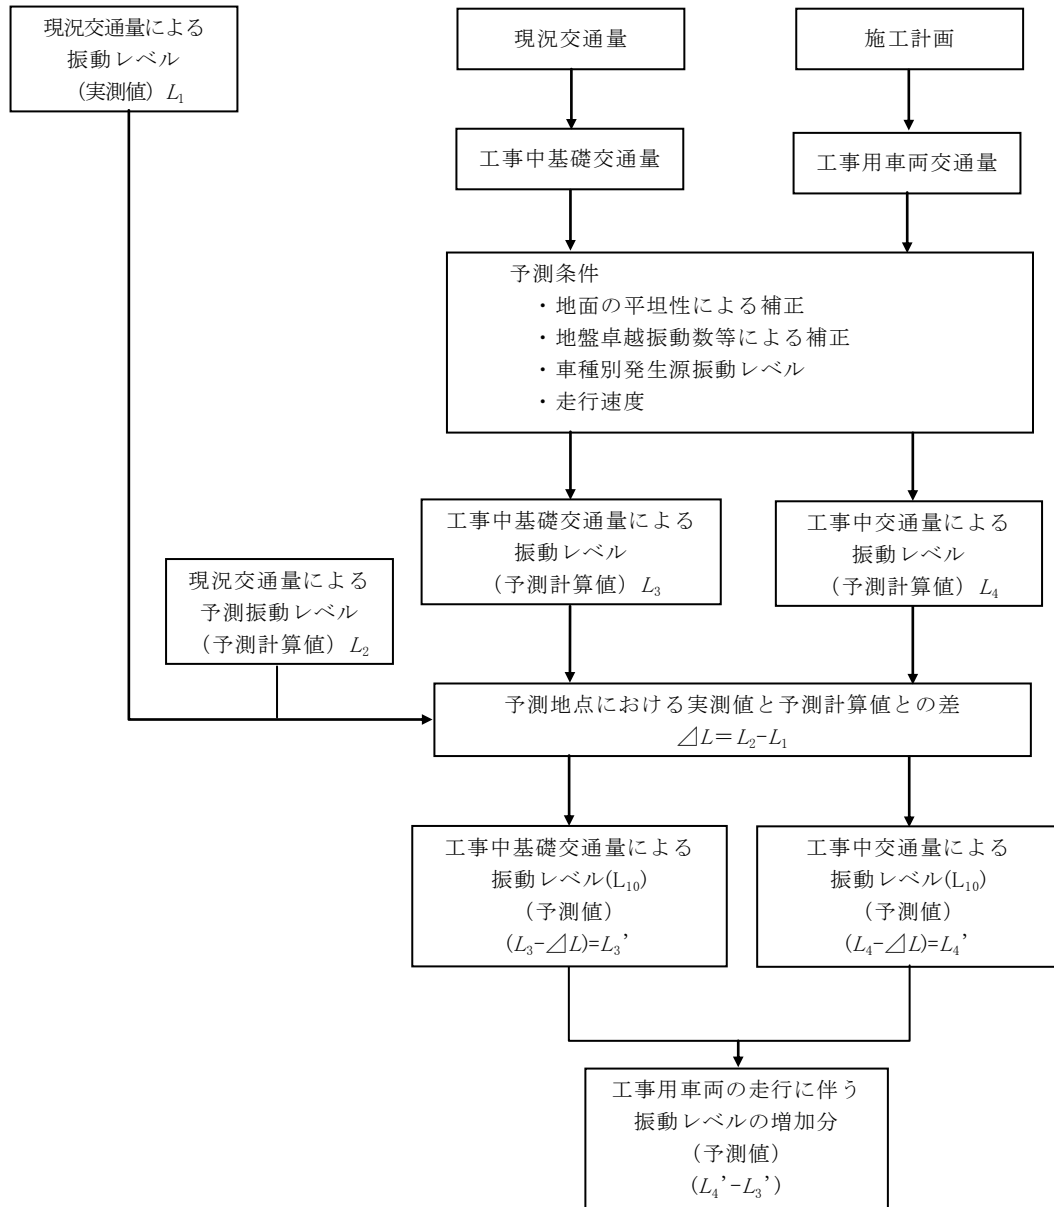 現況交通量による
振動レベル
(実測値) L₁
現況交通量
施工計画
工事中基礎交通量
工事用車両交通量
予測条件
・地面の平坦性による補正
・地盤卓越振動数等による補正
・車種別発生源振動レベル
・走行速度
工事中基礎交通量による
振動レベル
(予測計算値) L₃
工事中交通量による
振動レベル
(予測計算値) L₄
現況交通量による
予測振動レベル
(予測計算値) L₂
予測地点における実測値と予測計算値との差
⊿L＝L₂-L₁
工事中基礎交通量による
振動レベル(L₁₀)
(予測値)
(L₃-⊿L)=L₃’
工事中交通量による
振動レベル(L₁₀)
(予測値)
(L₄-⊿L)=L₄’
工事用車両の走行に伴う
振動レベルの増加分
(予測値)
(L₄’-L₃’)